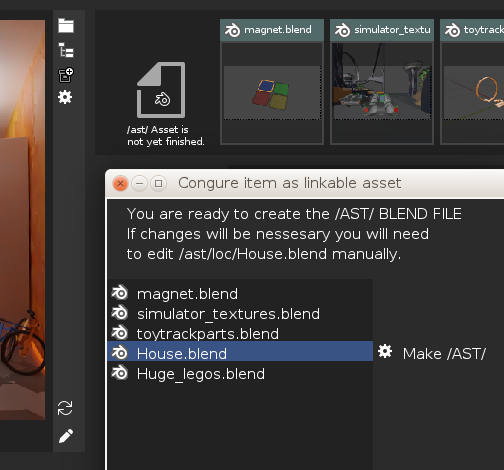 magnet.blend
simulator_textu
toytrack
/ast/ Asset is
not yet finished.
Congure item as linkable asset
You are ready to create the /AST/ BLEND FILE
If changes will be nessesary you will need
to edit /ast/loc/House.blend manually.
magnet.blend
simulator_textures.blend
toytrackparts.blend
House.blend
Make /AST/
Huge_legos.blend